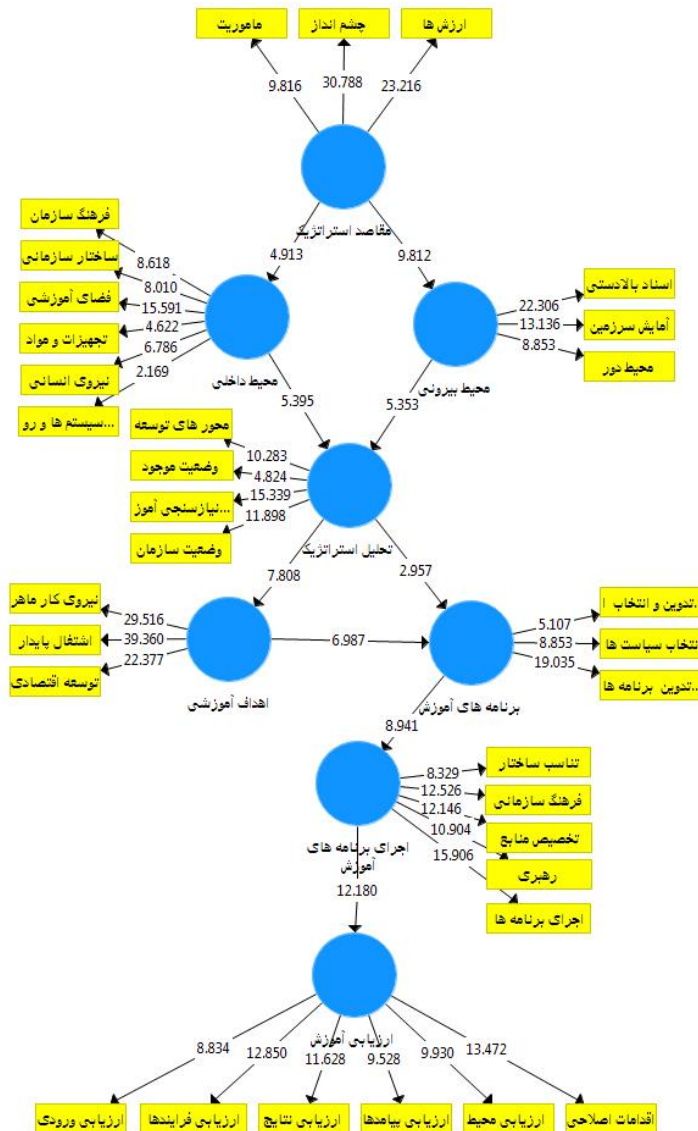 ماموریت
چشم انداز
ارزش ها
9.816
30.788
23.216
مقاصد استراتژیک
4.913
9.812
فرهنگ سازمان
ساختار سازمانی
فضای آموزشی
تجهیزات و مواد
نیروی انسانی
سیستم ها و رو...
8.618
8.010
15.591
4.622
6.786
2.169
محیط داخلی
اسناد بالادستی
آمایش سرزمین
محیط دور
22.306
13.136
8.853
محیط بیرونی
5.395
5.353
محور های توسعه
وضعیت موجود
نیازسنجی آموز...
وضعیت سازمان
10.283
4.824
15.339
11.898
تحلیل استراتژیک
7.808
2.957
نیروی کار ماهر
اشتغال پایدار
توسعه اقتصادی
29.516
39.360
22.377
اهداف آموزشی
6.987
تدوین و انتخاب ا...
نتخاب سیاست ها
تدوین برنامه ها...
5.107
8.853
19.035
برنامه های آموزش
8.941
تناسب ساختار
فرهنگ سازمانی
تخصیص منابع
رهبری
اجرای برنامه ها
8.329
12.526
12.146
10.904
15.906
اجرای برنامه های
آموزش
12.180
ارزیابی آموزش
8.834
12.850
11.628
9.528
9.930
13.472
ارزیابی ورودی
ارزیابی فرایندها
ارزیابی نتایج
ارزیابی پیامدها
ارزیابی محیط
اقدامات اصلاحی